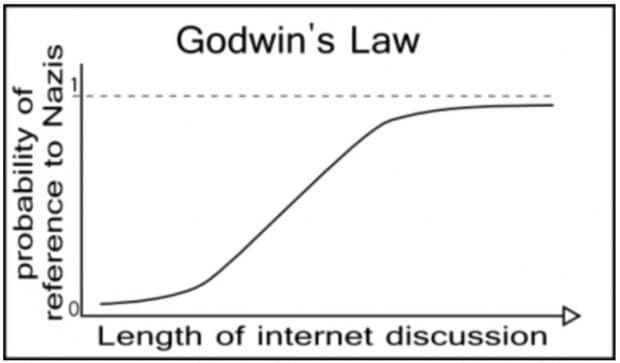 Godwin's Law
probability of
reference to Nazis
1
0
Length of internet discussion